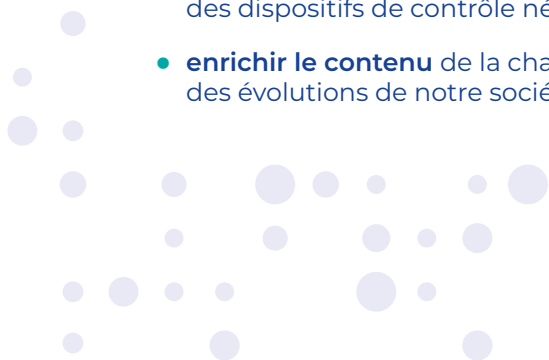 des dispositifs de contrôle né
• enrichir le contenu de la cha
des évolutions de notre socié